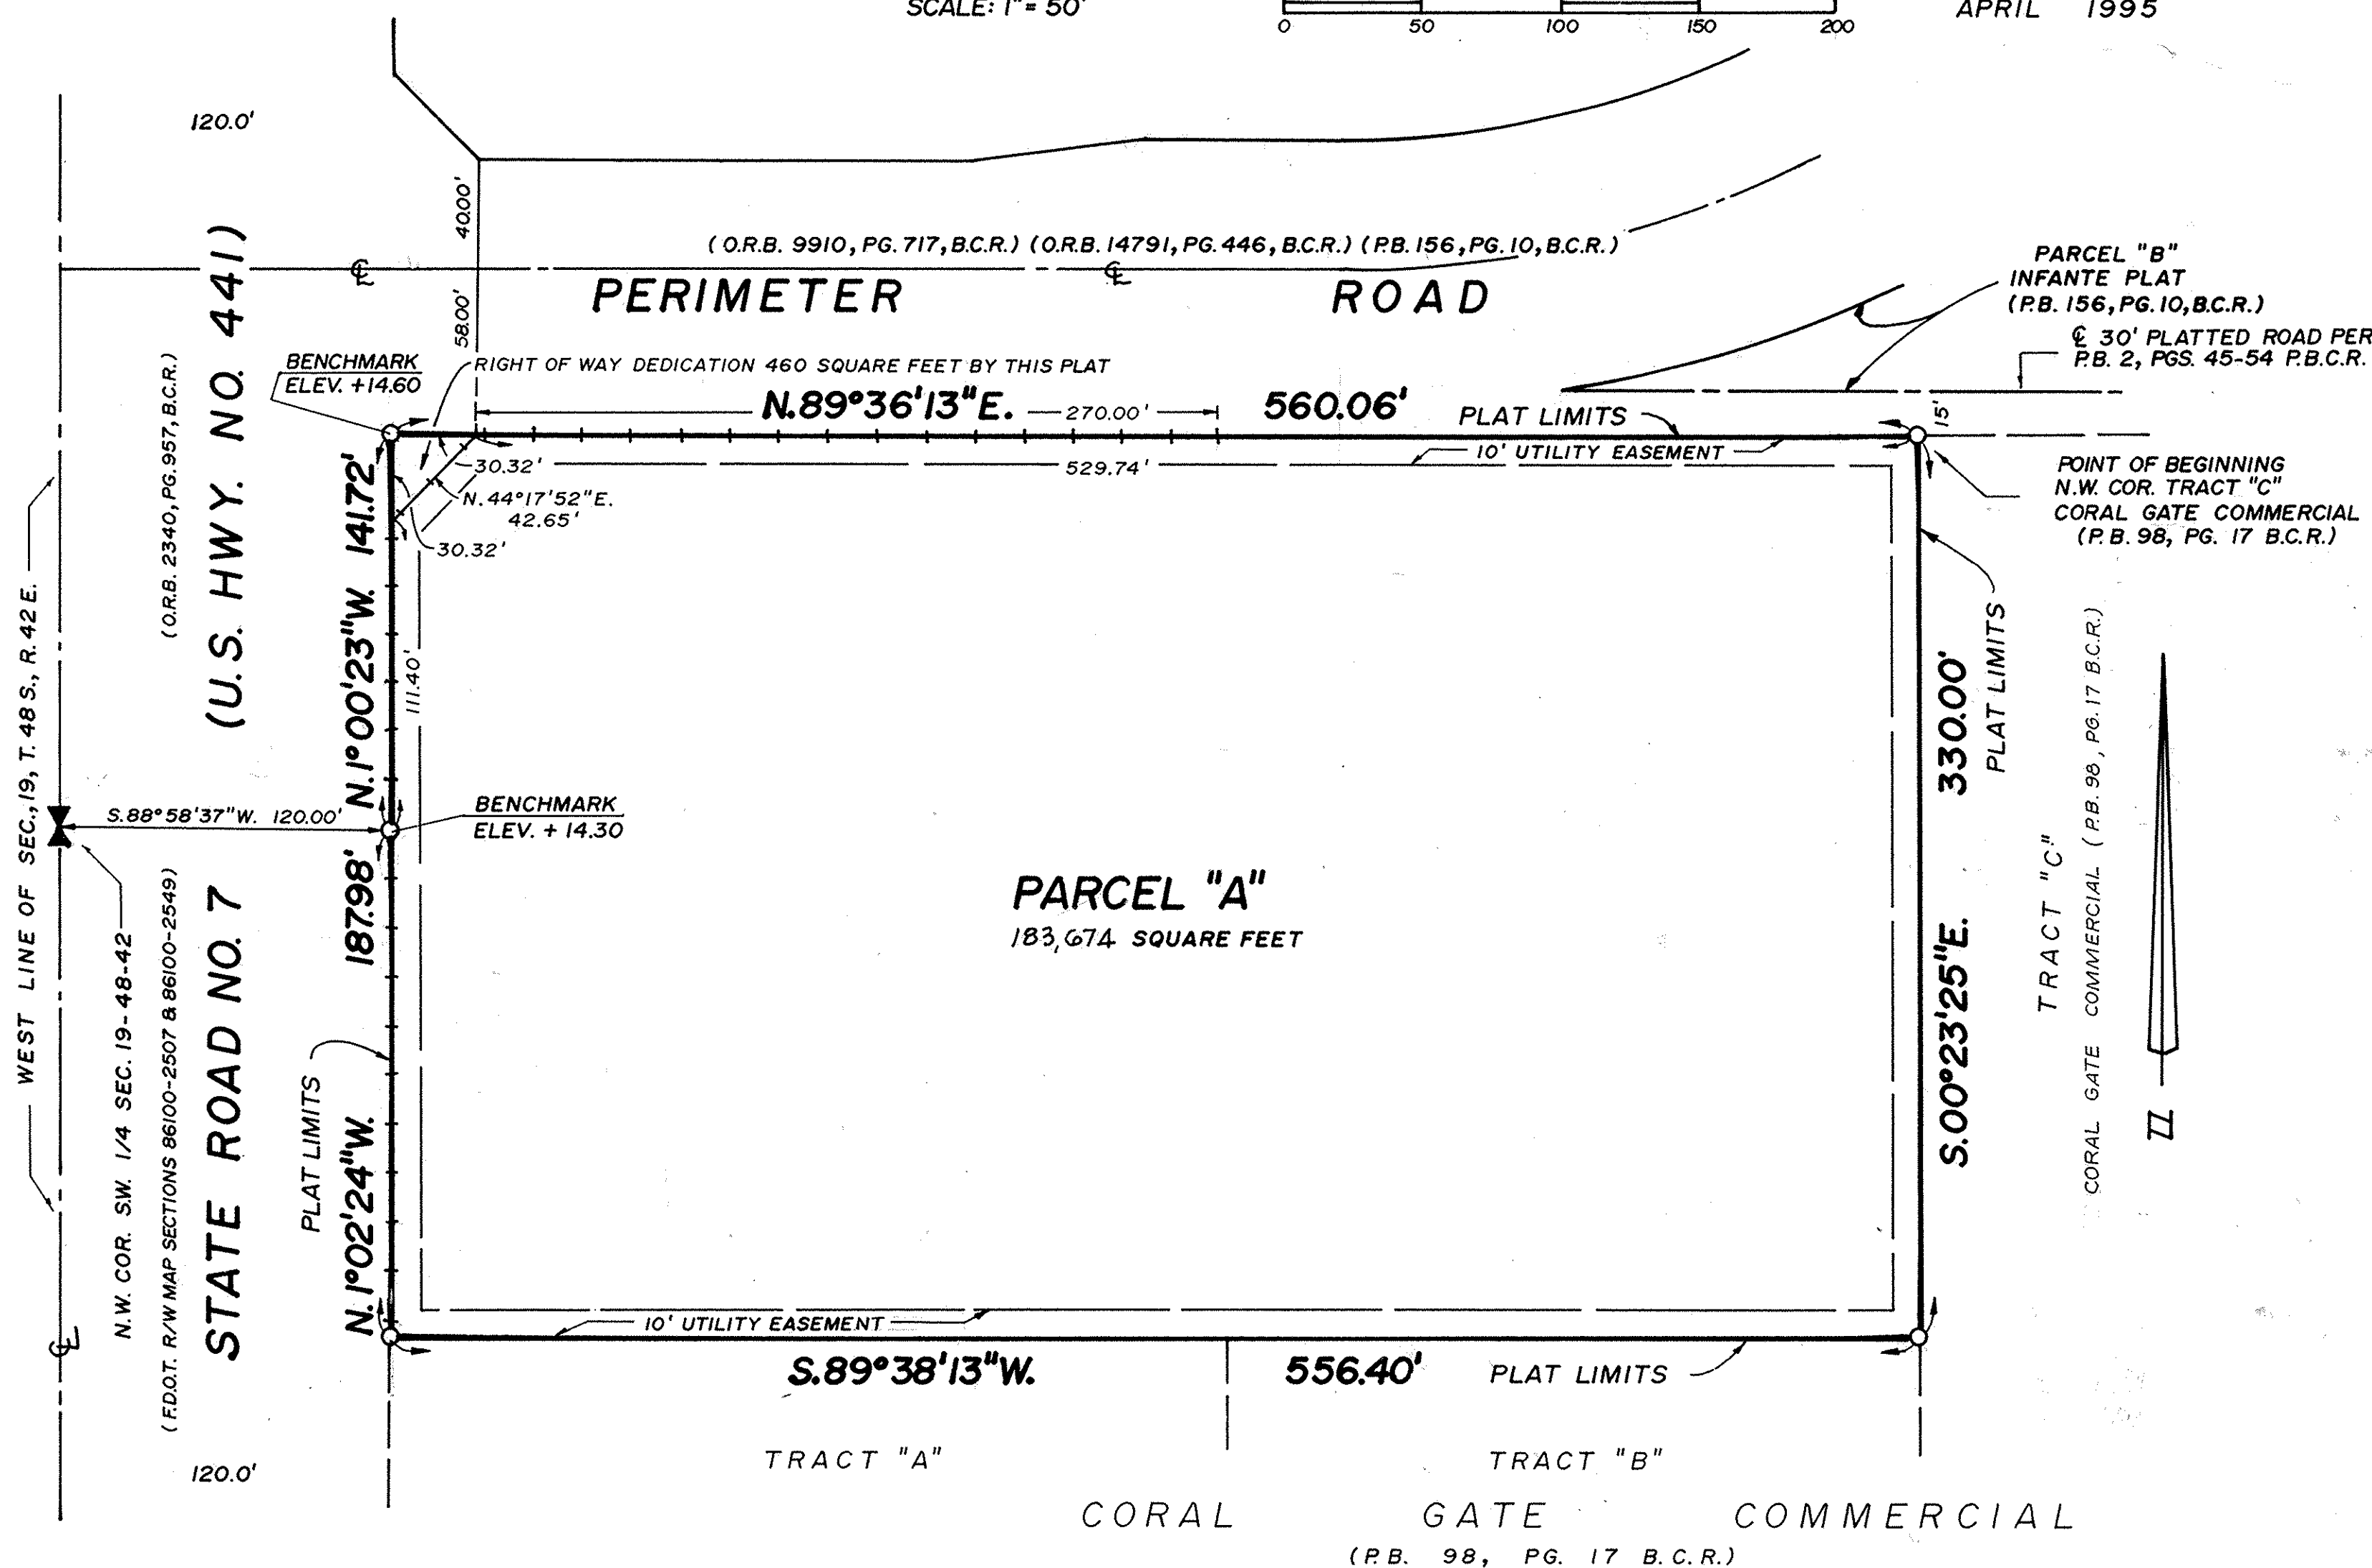 SCALE: 1" = 50'
0 50 100 150 200
APRIL 1995
120.0'
40.00'
(O.R.B. 9910, PG. 717, B.C.R.) (O.R.B. 14791, PG. 446, B.C.R.) (P.B. 156, PG. 10, B.C.R.)
PERIMETER ROAD
58.00'
PARCEL "B"
INFANTE PLAT
(P.B. 156, PG. 10, B.C.R.)
℄ 30' PLATTED ROAD PER
P.B. 2, PGS. 45-54 P.B.C.R.
BENCHMARK
ELEV. +14.60
RIGHT OF WAY DEDICATION 460 SQUARE FEET BY THIS PLAT
N.89°36'13"E. 270.00' 560.06' PLAT LIMITS
15'
30.32' 529.74' 10' UTILITY EASEMENT
N.44°17'52"E.
42.65'
30.32'
POINT OF BEGINNING
N.W. COR. TRACT "C"
CORAL GATE COMMERCIAL
(P.B. 98, PG. 17 B.C.R.)
WEST LINE OF SEC., 19, T. 48 S., R. 42 E.
(O.R.B. 2340, PG. 957, B.C.R.)
STATE ROAD NO. 7 (U.S. HWY. NO. 441)
N.1°00'23"W. 141.72'
111.40'
S.88°58'37"W. 120.00'
BENCHMARK
ELEV. + 14.30
N.W. COR. S.W. 1/4 SEC. 19-48-42
(F.D.O.T. R/W MAP SECTIONS 86100-2507 & 86100-2549)
PLAT LIMITS
N.1°02'24"W. 187.98'
PARCEL "A"
183,674 SQUARE FEET
S.00°23'25"E. 330.00'
PLAT LIMITS
TRACT "C"
CORAL GATE COMMERCIAL (P.B. 98, PG. 17 B.C.R.)
N
℄
℄
℄
10' UTILITY EASEMENT
S.89°38'13"W. 556.40' PLAT LIMITS
120.0'
TRACT "A" TRACT "B"
CORAL GATE COMMERCIAL
(P.B. 98, PG. 17 B.C.R.)